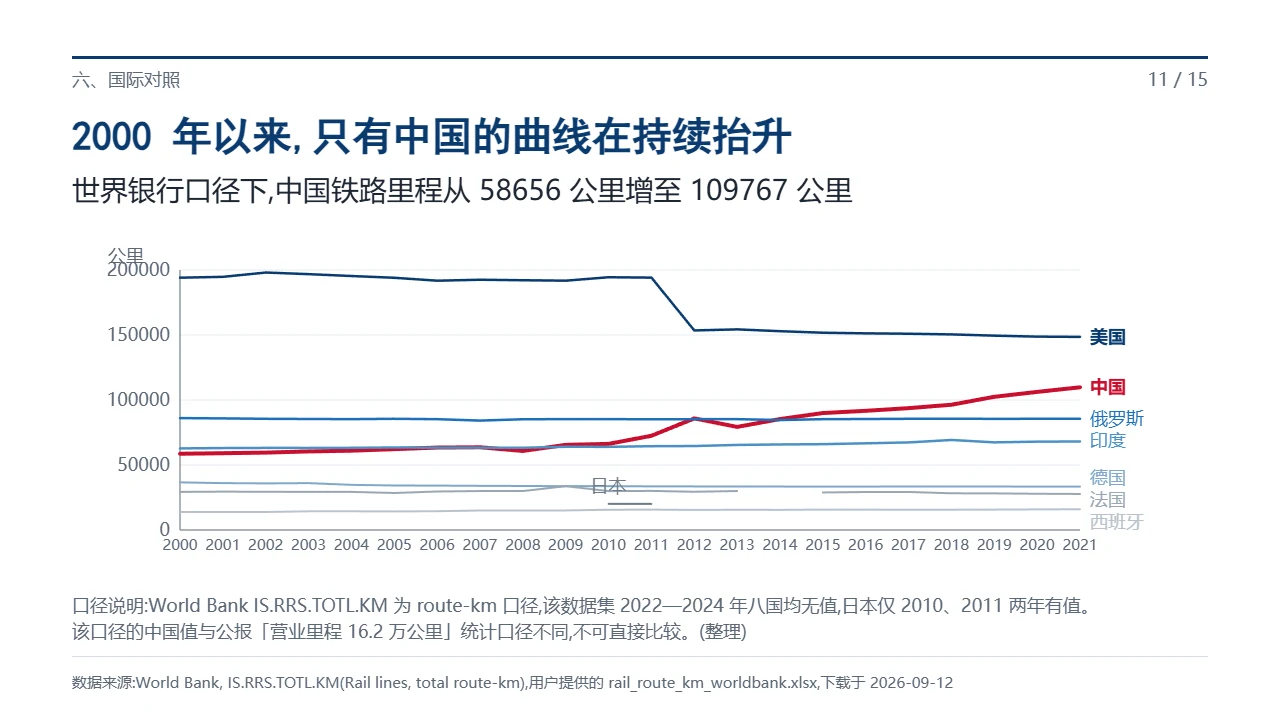 六、国际对照
11 / 15
2000 年以来,只有中国的曲线在持续抬升
世界银行口径下,中国铁路里程从 58656 公里增至 109767 公里
公里
200000
150000
美国
中国
100000
俄罗斯
印度
50000
德国
日本
法国
西班牙
0
2000 2001 2002 2003 2004 2005 2006 2007 2008 2009 2010 2011 2012 2013 2014 2015 2016 2017 2018 2019 2020 2021
口径说明:World Bank IS.RRS.TOTL.KM 为 route-km 口径,该数据集 2022—2024 年八国均无值,日本仅 2010、2011 两年有值。
该口径的中国值与公报「营业里程 16.2 万公里」统计口径不同,不可直接比较。(整理)
数据来源:World Bank, IS.RRS.TOTL.KM(Rail lines, total route-km),用户提供的 rail_route_km_worldbank.xlsx,下载于 2026-09-12